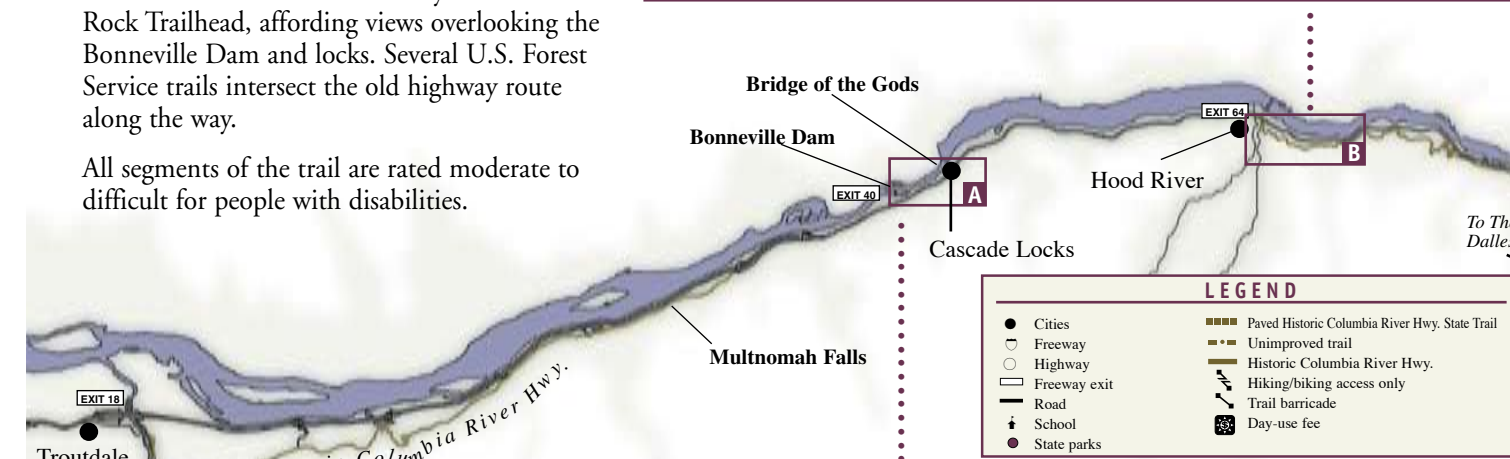 Rock Trailhead, affording views overlooking the
Bonneville Dam and locks. Several U.S. Forest
Service trails intersect the old highway route
along the way.
All segments of the trail are rated moderate to
difficult for people with disabilities.
Bridge of the Gods
Bonneville Dam
EXIT 40
A
Cascade Locks
EXIT 64
Hood River
B
To Th
Dalles
Multnomah Falls
EXIT 18
Troutdale
Columbia River Hwy.
LEGEND
Cities
Freeway
Highway
Freeway exit
Road
School
State parks
Paved Historic Columbia River Hwy. State Trail
Unimproved trail
Historic Columbia River Hwy.
Hiking/biking access only
Trail barricade
$ Day-use fee